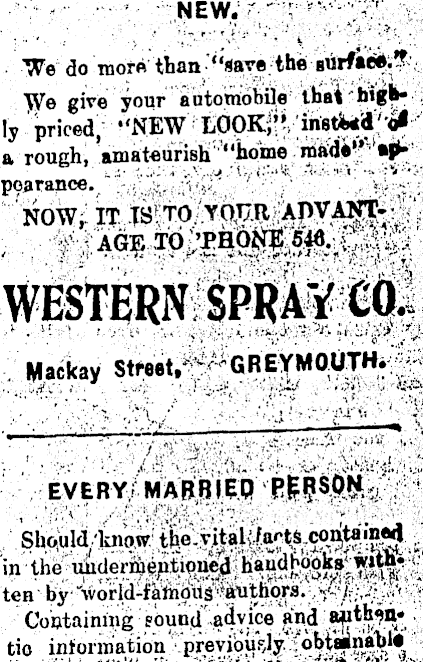 NEW.
We do more than "save the surface."
We give your automobile that high-
ly priced, "NEW LOOK," instead of
a rough, amateurish "home made" ap-
pearance.
NOW, IT IS TO YOUR ADVANT-
AGE TO 'PHONE 546.
WESTERN SPRAY CO.
Mackay Street, GREYMOUTH.
EVERY MARRIED PERSON
Should know the vital facts contained
in the undermentioned handbooks writ-
ten by world-famous authors.
Containing sound advice and authen-
tic information previously obtainable